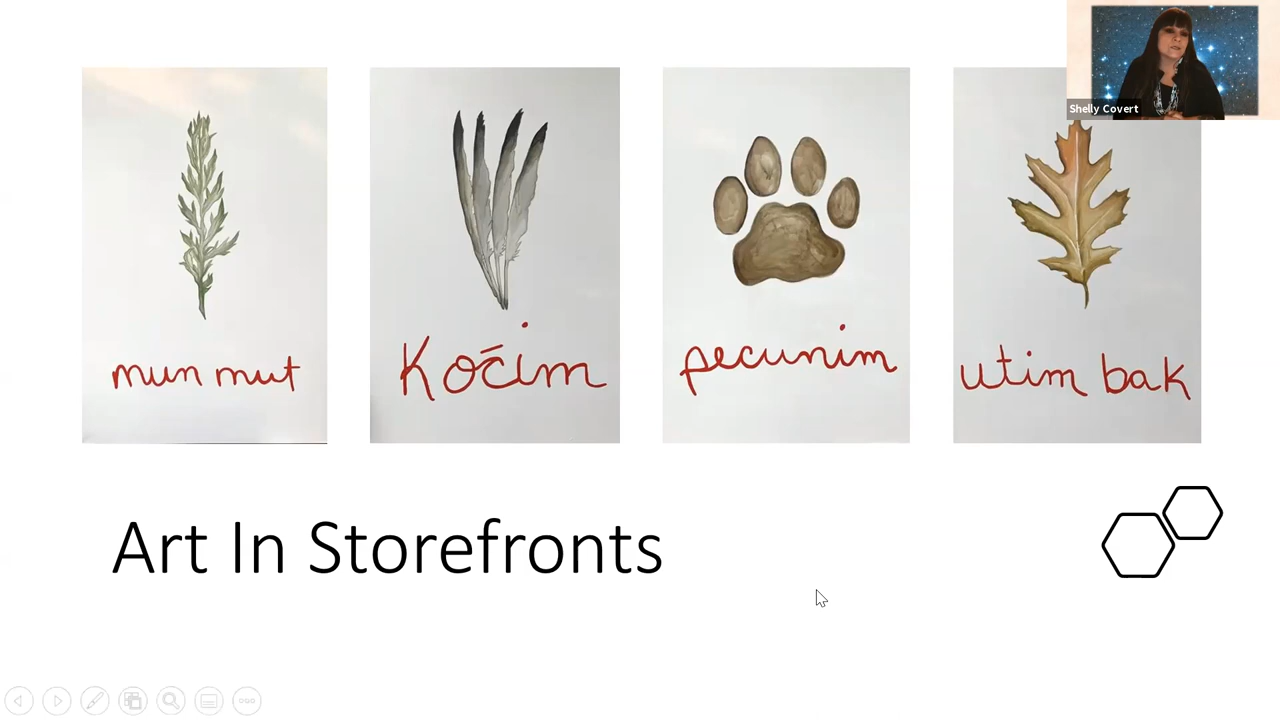 Shelly Covert
mun mut
Kočim
pecunim
utim bak
Art In Storefronts